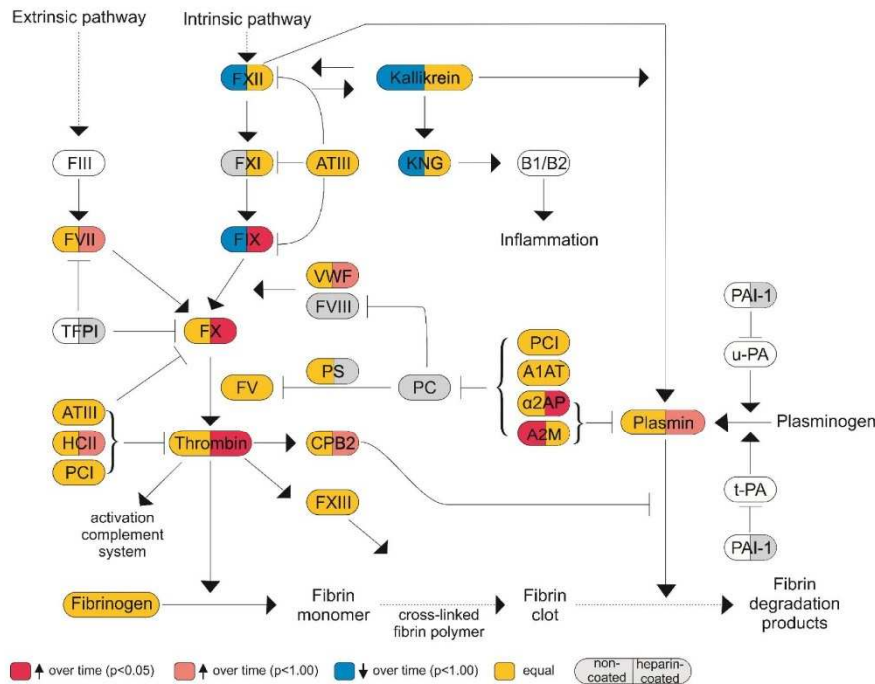 Extrinsic pathway
Intrinsic pathway
FXII
Kallikrein
FIII
FXI
ATIII
KNG
B1/B2
FVII
FIX
Inflammation
VWF
FVIII
PAI-1
TFPI
FX
PCI
u-PA
PS
A1AT
FV
PC
α2AP
ATIII
A2M
Plasmin
Plasminogen
HCII
Thrombin
CPB2
PCI
t-PA
FXIII
activation
complement
system
PAI-1
Fibrinogen
Fibrin
monomer
cross-linked
fibrin polymer
Fibrin
clot
Fibrin
degradation
products
over time (p<0.05)
over time (p<1.00)
over time (p<1.00)
equal
non-
coated
heparin-
coated